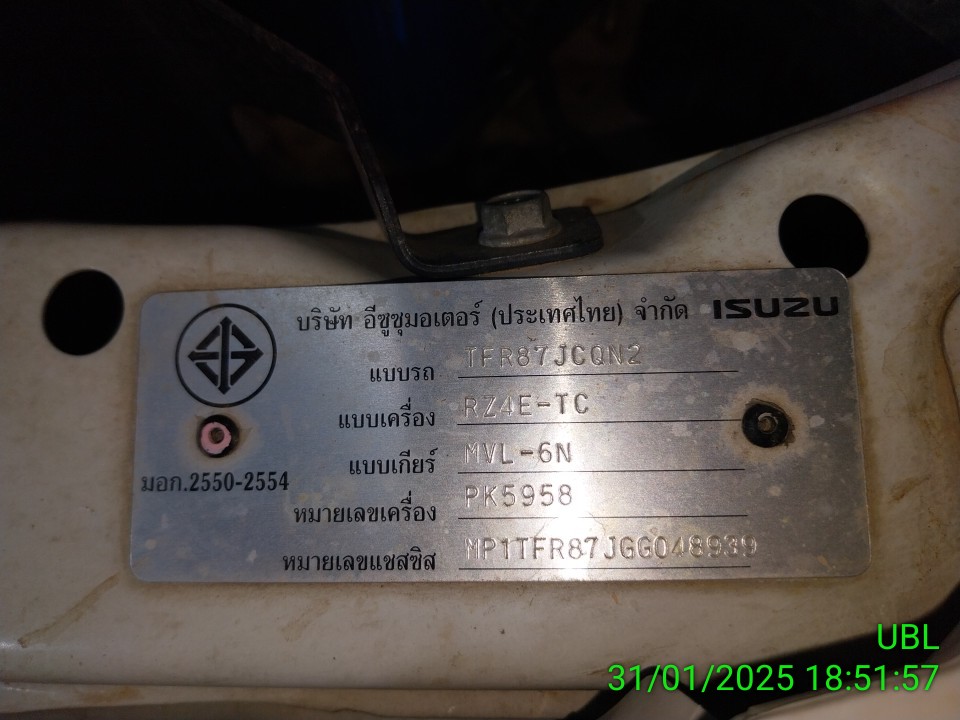 บริษัท อีซูซุมอเตอร์ (ประเทศไทย) จำกัด ISUZU
แบบรถ TFR87JCQN2
แบบเครื่อง RZ4E-TC
แบบเกียร์ MVL-6N
มอก.2550-2554
หมายเลขเครื่อง PK5958
หมายเลขแชสซิส MP1TFR87JGG048939
UBL
31/01/2025 18:51:57